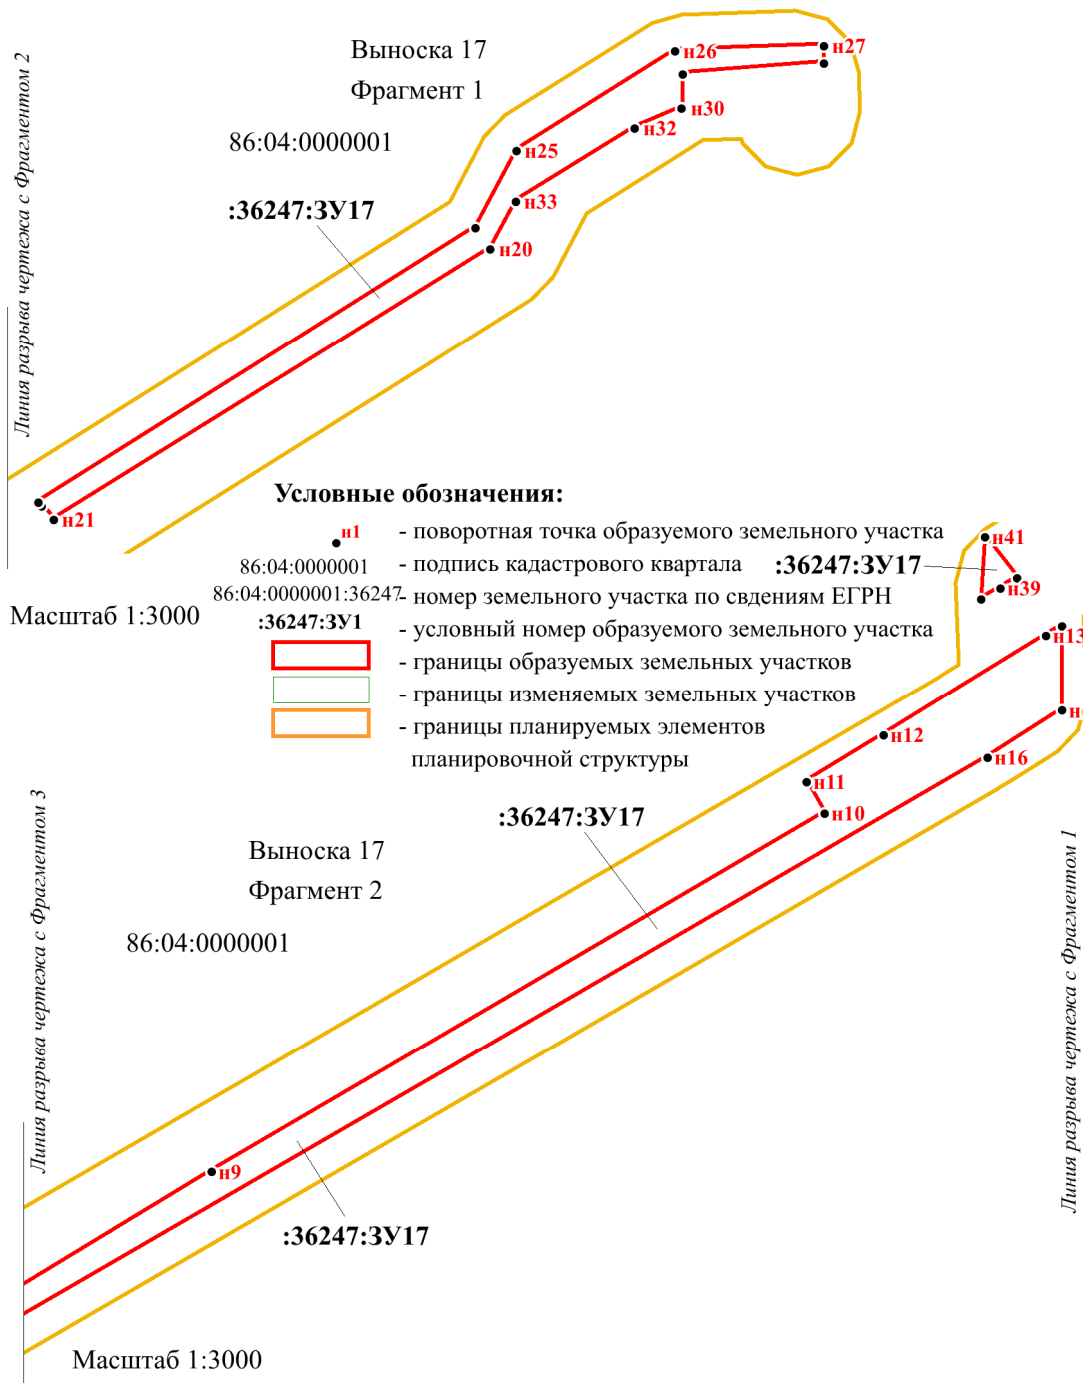 Линия разрыва чертежа с Фрагментом 2
Выноска 17
Фрагмент 1
86:04:0000001
:36247:ЗУ17
н26
н27
н30
н32
н25
н33
н20
н21
Масштаб 1:3000
Условные обозначения:
н1
- поворотная точка образуемого земельного участка
86:04:0000001
- подпись кадастрового квартала
86:04:0000001:36247
- номер земельного участка по свдениям ЕГРН
:36247:ЗУ1
- условный номер образуемого земельного участка
- границы образуемых земельных участков
- границы изменяемых земельных участков
- границы планируемых элементов
планировочной структуры
н41
:36247:ЗУ17
н39
н13
н12
н16
н11
н10
:36247:ЗУ17
Линия разрыва чертежа с Фрагментом 3
Выноска 17
Фрагмент 2
86:04:0000001
Линия разрыва чертежа с Фрагментом 1
н9
:36247:ЗУ17
Масштаб 1:3000